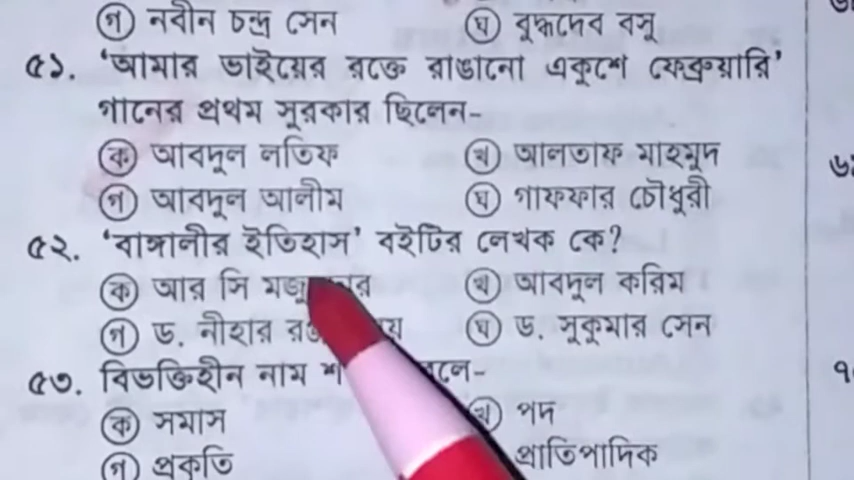 গ নবীন চন্দ্র সেন ঘ বুদ্ধদেব বসু
৫১. ‘আমার ভাইয়ের রক্তে রাঙানো একুশে ফেব্রুয়ারি’
গানের প্রথম সুরকার ছিলেন-
ক আবদুল লতিফ খ আলতাফ মাহমুদ
গ আবদুল আলীম ঘ গাফফার চৌধুরী
৫২. ‘বাঙ্গালীর ইতিহাস’ বইটির লেখক কে?
ক আর সি খ আবদুল করিম
গ ড. নীহার ঘ ড. সুকুমার সেন
৫৩. বিভক্তিহীন নাম
ক সমাস খ পদ
গ প্রকৃতি প্রাতিপাদিক